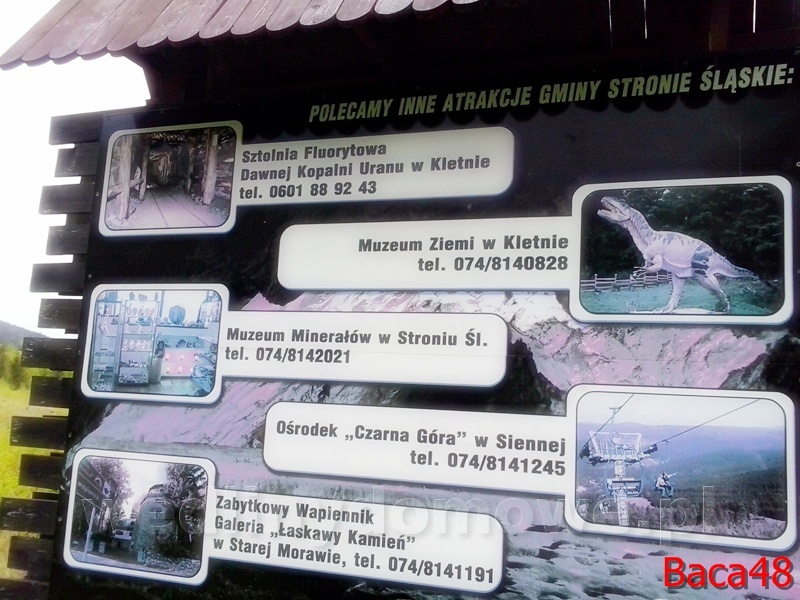 POLECAMY INNE ATRAKCJE GMINY STRONIE ŚLĄSKIE:
Sztolnia Fluorytowa
Dawnej Kopalni Uranu w Kletnie
tel. 0601 88 92 43
Muzeum Ziemi w Kletnie
tel. 074/8140828
Muzeum Minerałów w Stroniu Śl.
tel. 074/8142021
Ośrodek „Czarna Góra” w Siennej
tel. 074/8141245
Zabytkowy Wapiennik
Galeria „Łaskawy Kamień”
w Starej Morawie, tel. 074/8141191
Baca48